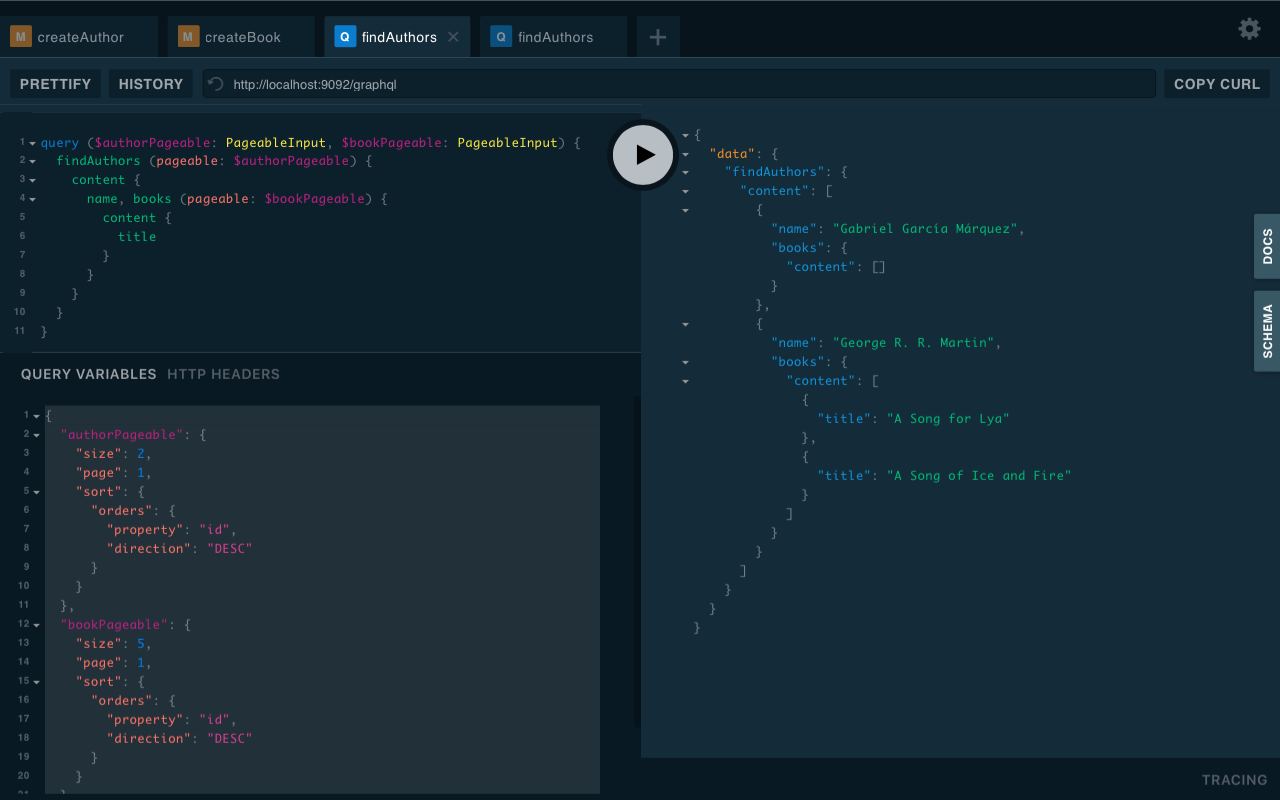 M createAuthor
M createBook
Q findAuthors ×
Q findAuthors
+
PRETTIFY HISTORY http://localhost:9092/graphql COPY CURL
1 query ($authorPageable: PageableInput, $bookPageable: PageableInput) {
2 findAuthors (pageable: $authorPageable) {
3 content {
4 name, books (pageable: $bookPageable) {
5 content {
6 title
7 }
8 }
9 }
10 }
11 }
QUERY VARIABLES HTTP HEADERS
1 {
2 "authorPageable": {
3 "size": 2,
4 "page": 1,
5 "sort": {
6 "orders": {
7 "property": "id",
8 "direction": "DESC"
9 }
10 }
11 },
12 "bookPageable": {
13 "size": 5,
14 "page": 1,
15 "sort": {
16 "orders": {
17 "property": "id",
18 "direction": "DESC"
19 }
20 }
21 }
{
"data": {
"findAuthors": {
"content": [
{
"name": "Gabriel García Márquez",
"books": {
"content": []
}
},
{
"name": "George R. R. Martin",
"books": {
"content": [
{
"title": "A Song for Lya"
},
{
"title": "A Song of Ice and Fire"
}
]
}
}
]
}
}
}
DOCS
SCHEMA
TRACING